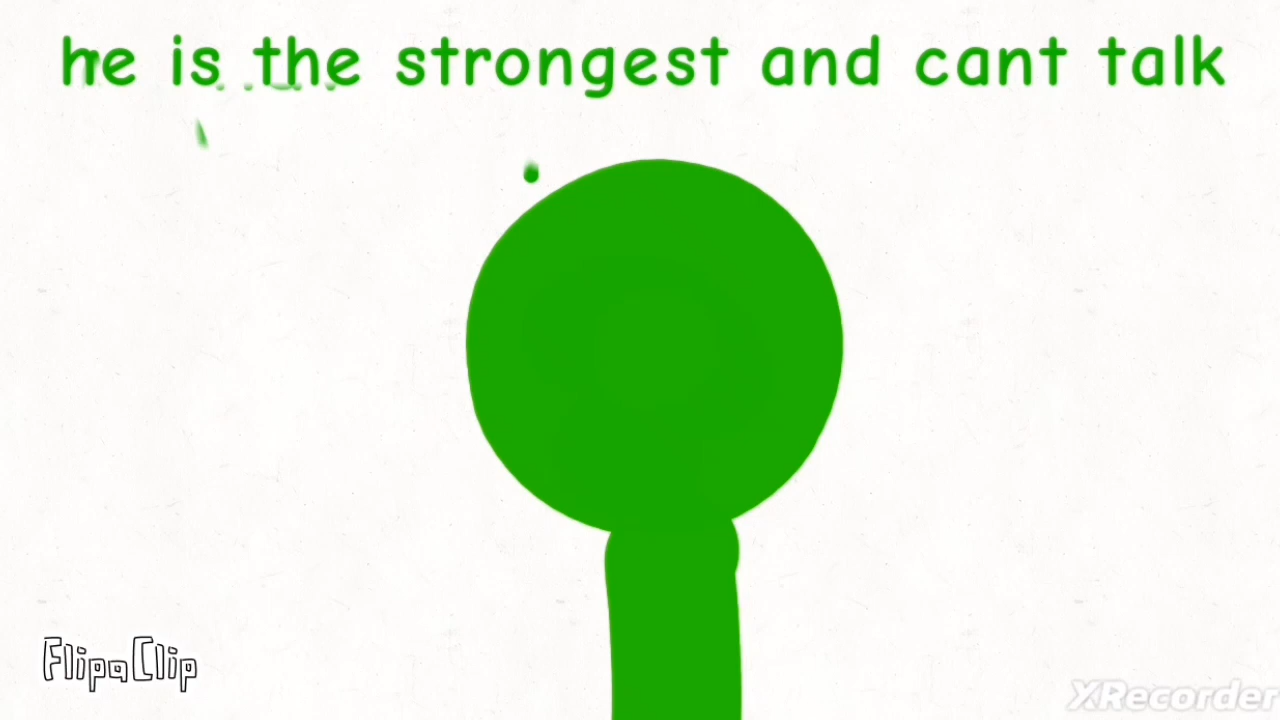 he is the strongest and cant talk
FlipaClip
XRecorder